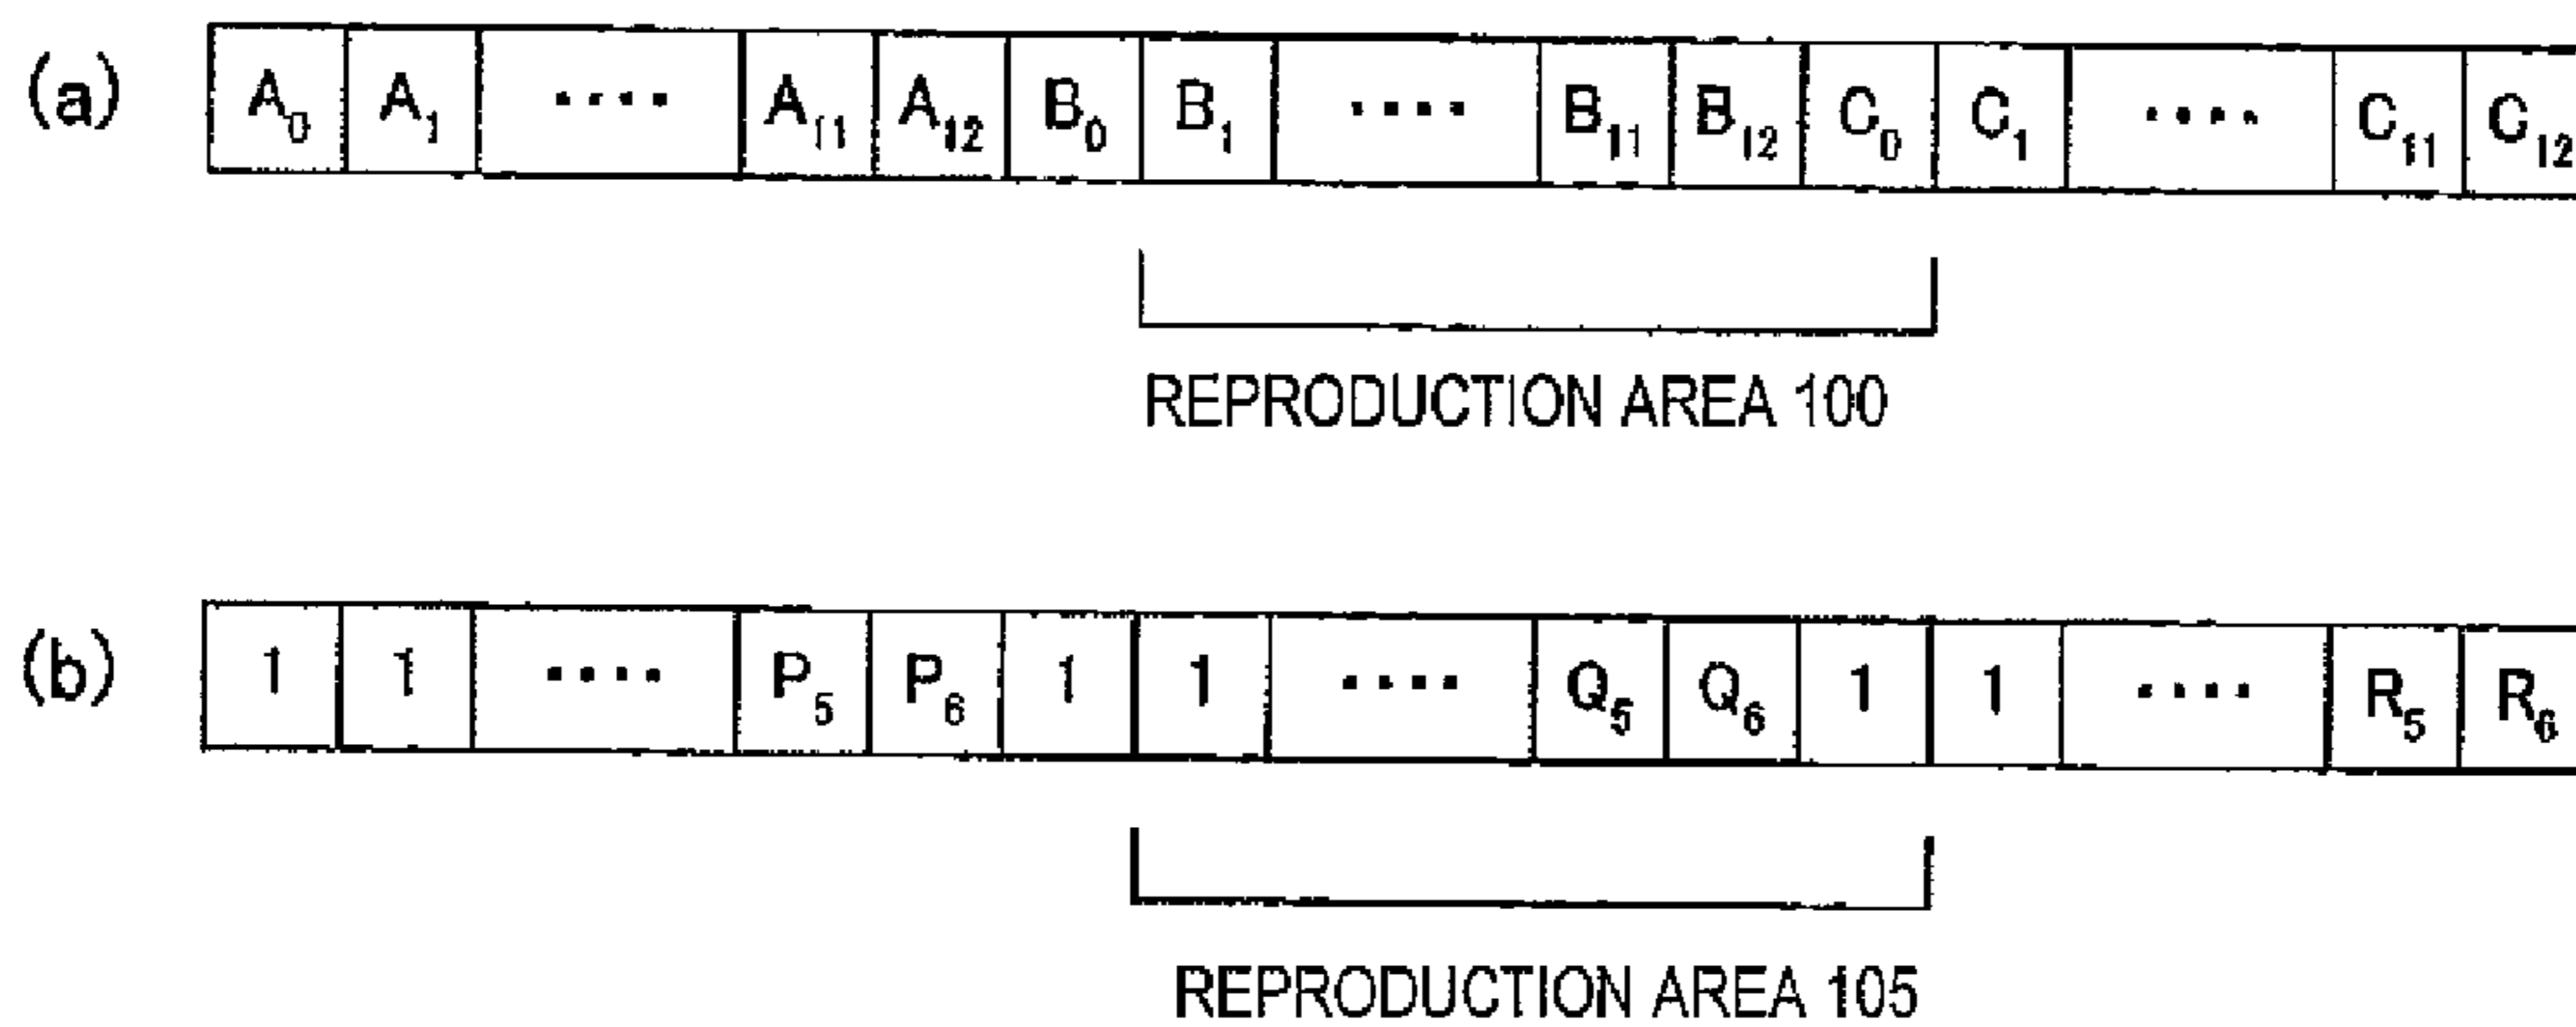 (a) A₀ A₁ ···· A₁₁ A₁₂ B₀ B₁ ···· B₁₁ B₁₂ C₀ C₁ ···· C₁₁ C₁₂
REPRODUCTION AREA 100
(b) 1 1 ···· P₅ P₆ 1 1 ···· Q₅ Q₆ 1 1 ···· R₅ R₆
REPRODUCTION AREA 105